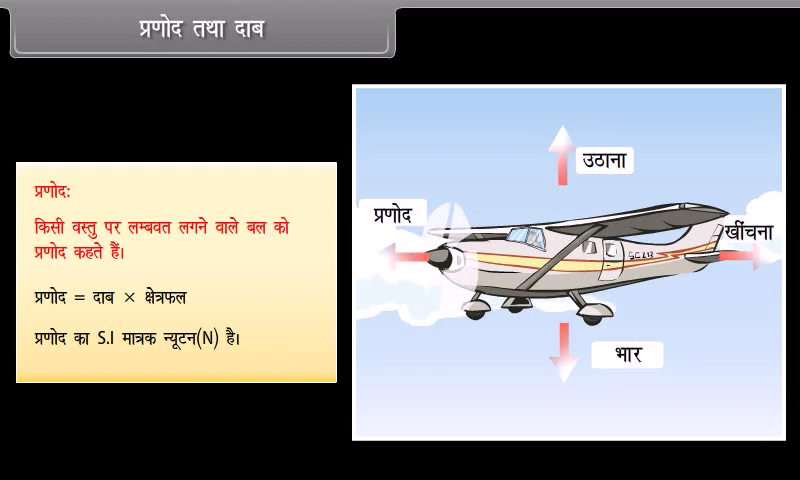 प्रणोद तथा दाब
प्रणोद:
किसी वस्तु पर लम्बवत लगने वाले बल को
प्रणोद कहते हैं।
प्रणोद = दाब × क्षेत्रफल
प्रणोद का S.I मात्रक न्यूटन(N) है।
उठाना
प्रणोद
खींचना
भार